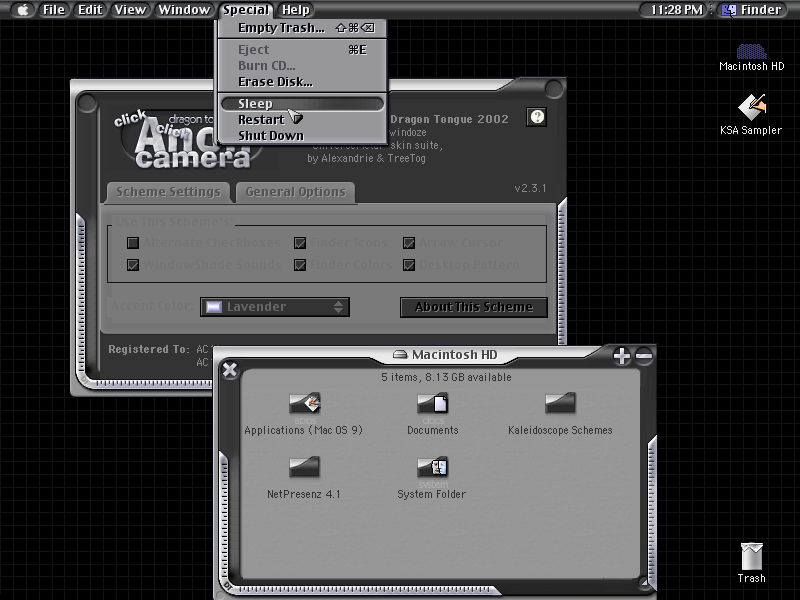 File Edit View Window Special Help 11:28 PM Finder
Empty Trash... ⇧⌘⌫
Eject ⌘E
Burn CD...
Erase Disk...
Sleep
Restart
Shut Down
Macintosh HD
KSA Sampler
click
click
dragon to
camera
Dragon Tongue 2002
windoze
skin suite,
by Alexandrie & TreeTog
v2.3.1
Scheme Settings General Options
Use This Scheme's:
Alternate Checkboxes Finder Icons Arrow Cursor
WindowShade Sounds Finder Colors Desktop Pattern
Accent Color: Lavender About This Scheme
Registered To: AC
AC
Macintosh HD
5 items, 8.13 GB available
Applications (Mac OS 9) Documents Kaleidoscope Schemes
NetPresenz 4.1 System Folder
Trash